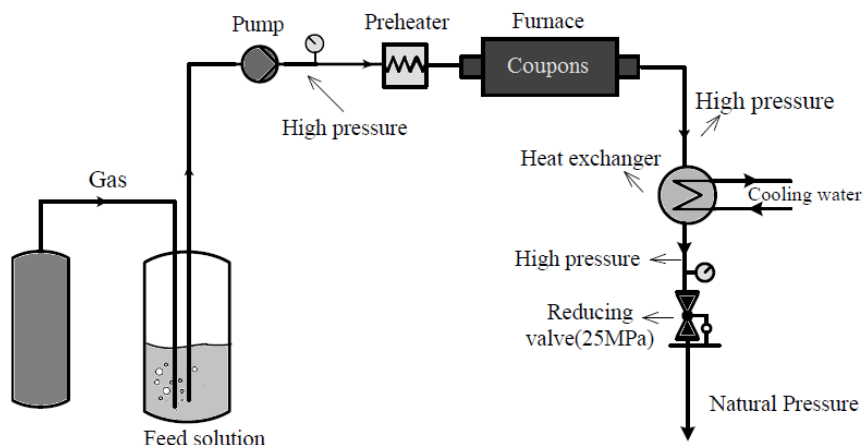 Pump
Preheater
Furnace
Coupons
High pressure
High pressure
Heat exchanger
Gas
Cooling water
High pressure
Reducing
valve(25MPa)
Natural Pressure
Feed solution